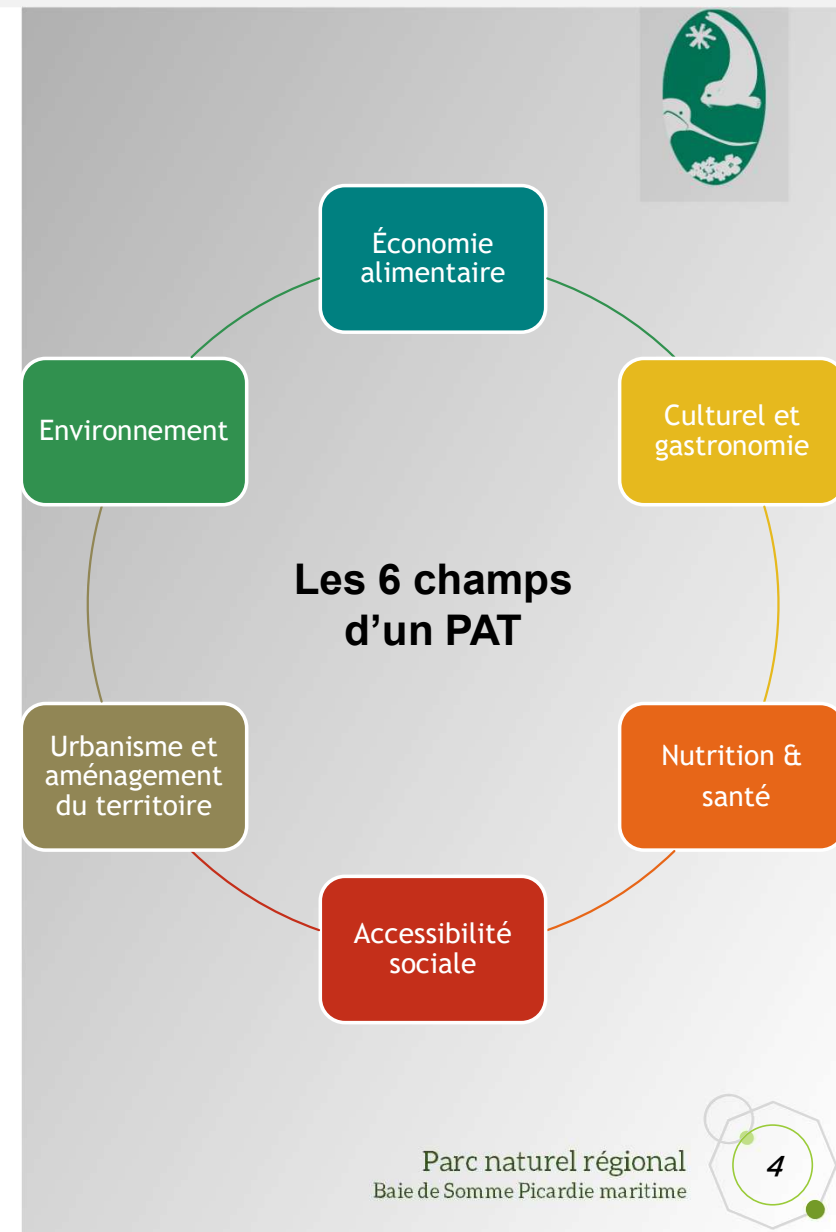 Économie
alimentaire
Culturel et
gastronomie
Nutrition &
santé
Accessibilité
sociale
Urbanisme et
aménagement
du territoire
Environnement
Les 6 champs
d’un PAT
Parc naturel régional
Baie de Somme Picardie maritime
4